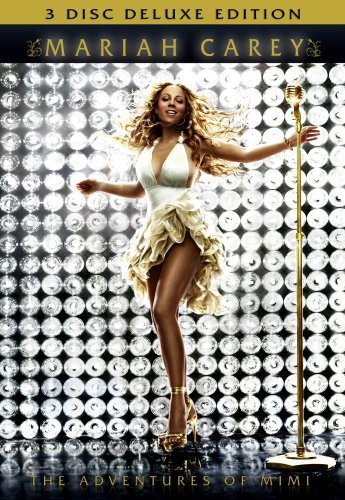 3 DISC DELUXE EDITION
MARIAH CAREY
THE ADVENTURES OF MIMI